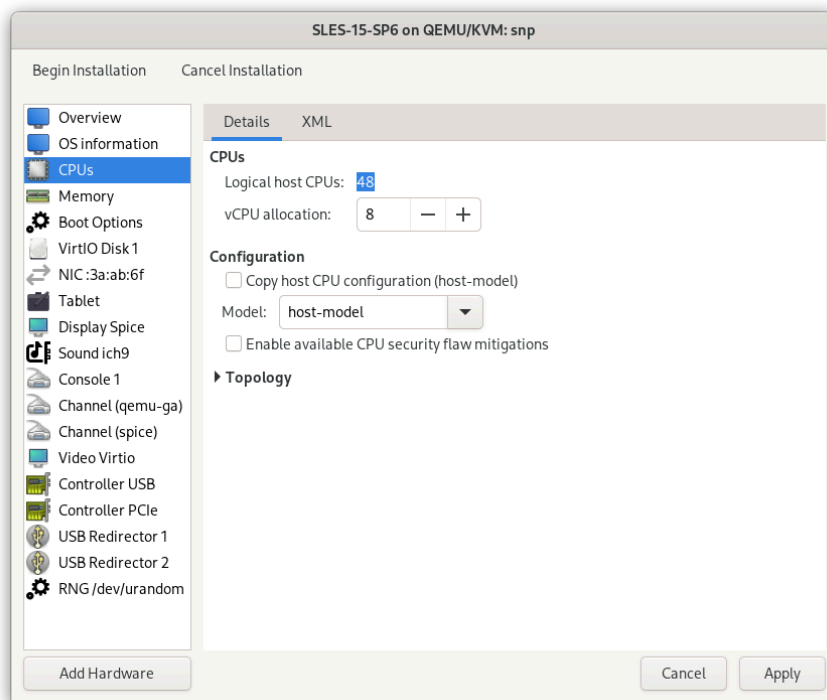 SLES-15-SP6 on QEMU/KVM: snp
Begin Installation Cancel Installation
Overview
OS information
CPUs
Memory
Boot Options
VirtIO Disk 1
NIC :3a:ab:6f
Tablet
Display Spice
Sound ich9
Console 1
Channel (qemu-ga)
Channel (spice)
Video Virtio
Controller USB
Controller PCIe
USB Redirector 1
USB Redirector 2
RNG /dev/urandom
Add Hardware
Details XML
CPUs
Logical host CPUs: 48
vCPU allocation: 8
Configuration
Copy host CPU configuration (host-model)
Model: host-model
Enable available CPU security flaw mitigations
Topology
Cancel Apply